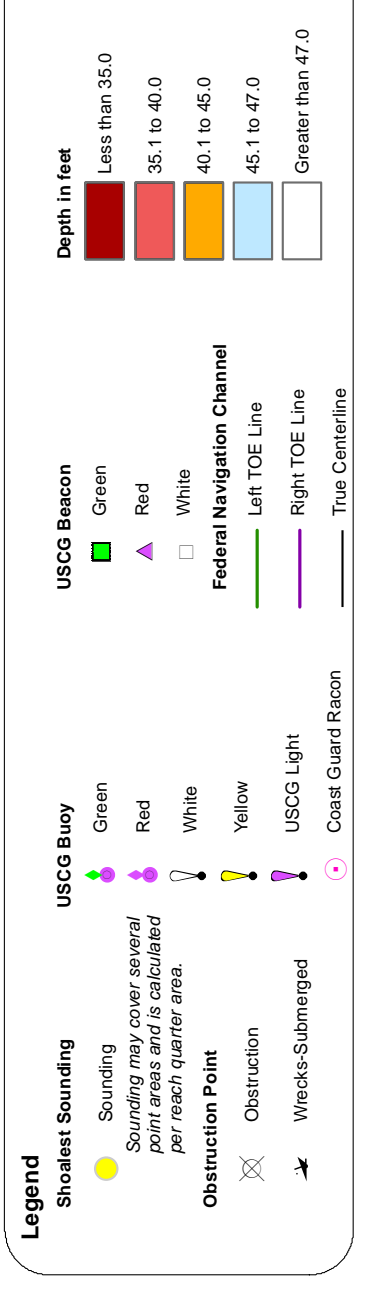 Legend
Shoalest Sounding
Sounding
Sounding may cover several
point areas and is calculated
per reach quarter area.
Obstruction Point
Obstruction
Wrecks-Submerged
USCG Buoy
Green
Red
White
Yellow
USCG Light
Coast Guard Racon
USCG Beacon
Green
Red
White
Federal Navigation Channel
Left TOE Line
Right TOE Line
True Centerline
Depth in feet
Less than 35.0
35.1 to 40.0
40.1 to 45.0
45.1 to 47.0
Greater than 47.0